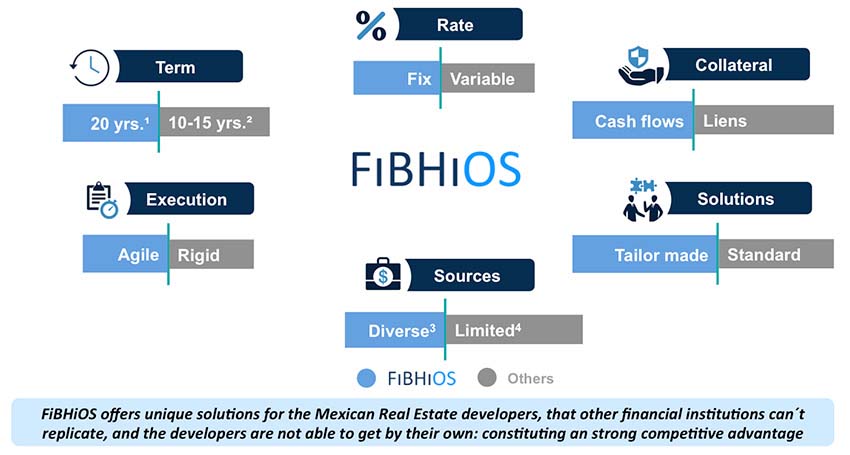 Rate
Fix Variable
Term
20 yrs.¹ 10-15 yrs.²
Collateral
Cash flows Liens
FiBHiOS
Execution
Agile Rigid
Solutions
Tailor made Standard
Sources
Diverse³ Limited⁴
FiBHiOS Others
FiBHiOS offers unique solutions for the Mexican Real Estate developers, that other financial institutions can´t
replicate, and the developers are not able to get by their own: constituting an strong competitive advantage